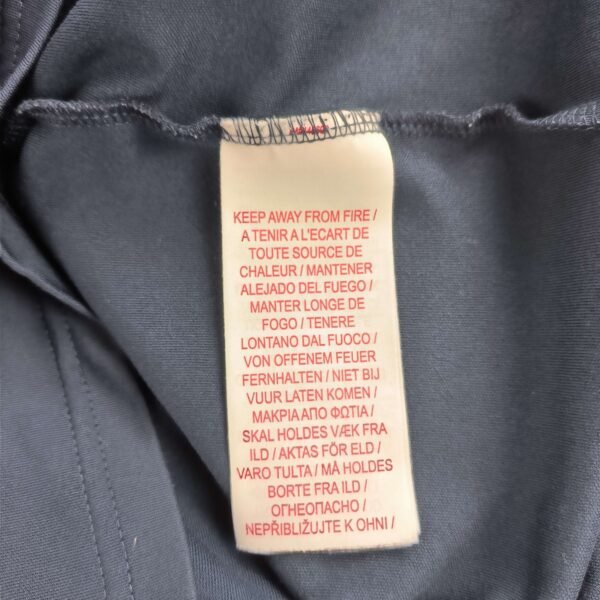 KEEP AWAY FROM FIRE /
A TENIR A L'ECART DE
TOUTE SOURCE DE
CHALEUR / MANTENER
ALEJADO DEL FUEGO /
MANTER LONGE DE
FOGO / TENERE
LONTANO DAL FUOCO /
VON OFFENEM FEUER
FERNHALTEN / NIET BIJ
VUUR LATEN KOMEN /
ΜΑΚΡΙΑ ΑΠΟ ΦΩΤΙΑ /
SKAL HOLDES VÆK FRA
ILD / AKTAS FÖR ELD /
VARO TULTA / MÅ HOLDES
BORTE FRA ILD /
ОГНЕОПАСНО /
NEPŘIBLIŽUJTE K OHNI /